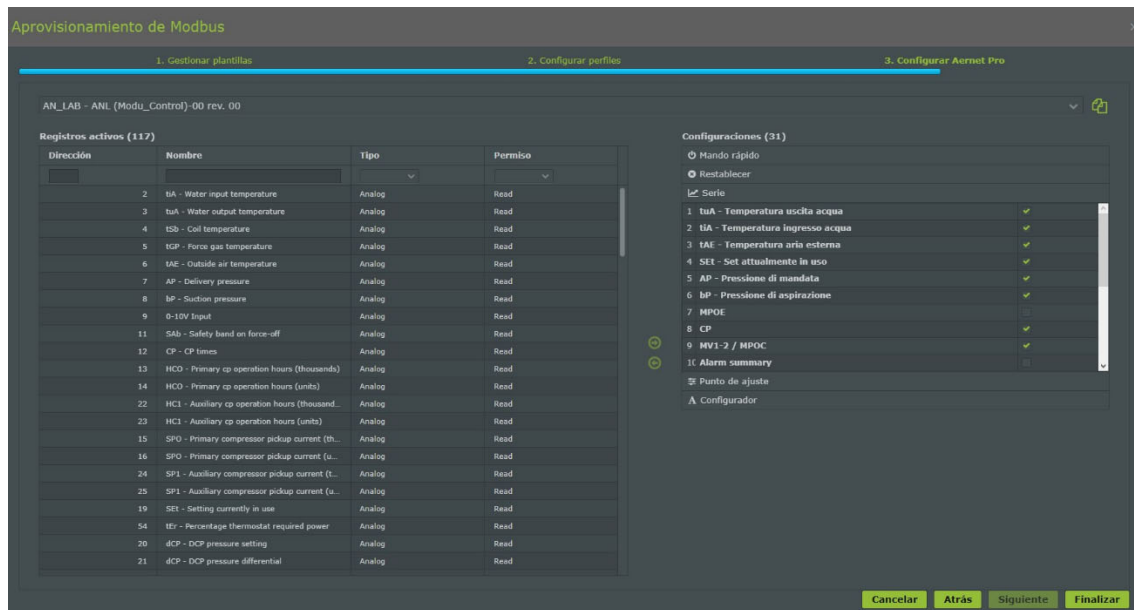 Aprovisionamiento de Modbus
1. Gestionar plantillas
2. Configurar perfiles
3. Configurar Aernet Pro
AN_LAB - ANL (Modu_Control)-00 rev. 00
Registros activos (117)
Dirección Nombre Tipo Permiso
2 tiA - Water input temperature Analog Read
3 tuA - Water output temperature Analog Read
4 tSb - Coil temperature Analog Read
5 tGP - Force gas temperature Analog Read
6 tAE - Outside air temperature Analog Read
7 AP - Delivery pressure Analog Read
8 bP - Suction pressure Analog Read
9 0-10V Input Analog Read
11 SAb - Safety band on force-off Analog Read
12 CP - CP times Analog Read
13 HCO - Primary cp operation hours (thousands) Analog Read
14 HCO - Primary cp operation hours (units) Analog Read
22 HC1 - Auxiliary cp operation hours (thousand... Analog Read
23 HC1 - Auxiliary cp operation hours (units) Analog Read
15 SPO - Primary compressor pickup current (th... Analog Read
16 SPO - Primary compressor pickup current (u... Analog Read
24 SP1 - Auxiliary compressor pickup current (t... Analog Read
25 SP1 - Auxiliary compressor pickup current (u... Analog Read
19 SEt - Setting currently in use Analog Read
54 tEr - Percentage thermostat required power Analog Read
20 dCP - DCP pressure setting Analog Read
21 dCP - DCP pressure differential Analog Read
Configuraciones (31)
Mando rápido
Restablecer
Serie
1 tuA - Temperatura uscita acqua
2 tiA - Temperatura ingresso acqua
3 tAE - Temperatura aria esterna
4 SEt - Set attualmente in uso
5 AP - Pressione di mandata
6 bP - Pressione di aspirazione
7 MPOE
8 CP
9 MV1-2 / MPOC
Alarm summary
Punto de ajuste
Configurador
Cancelar
Atrás
Siguiente
Finalizar